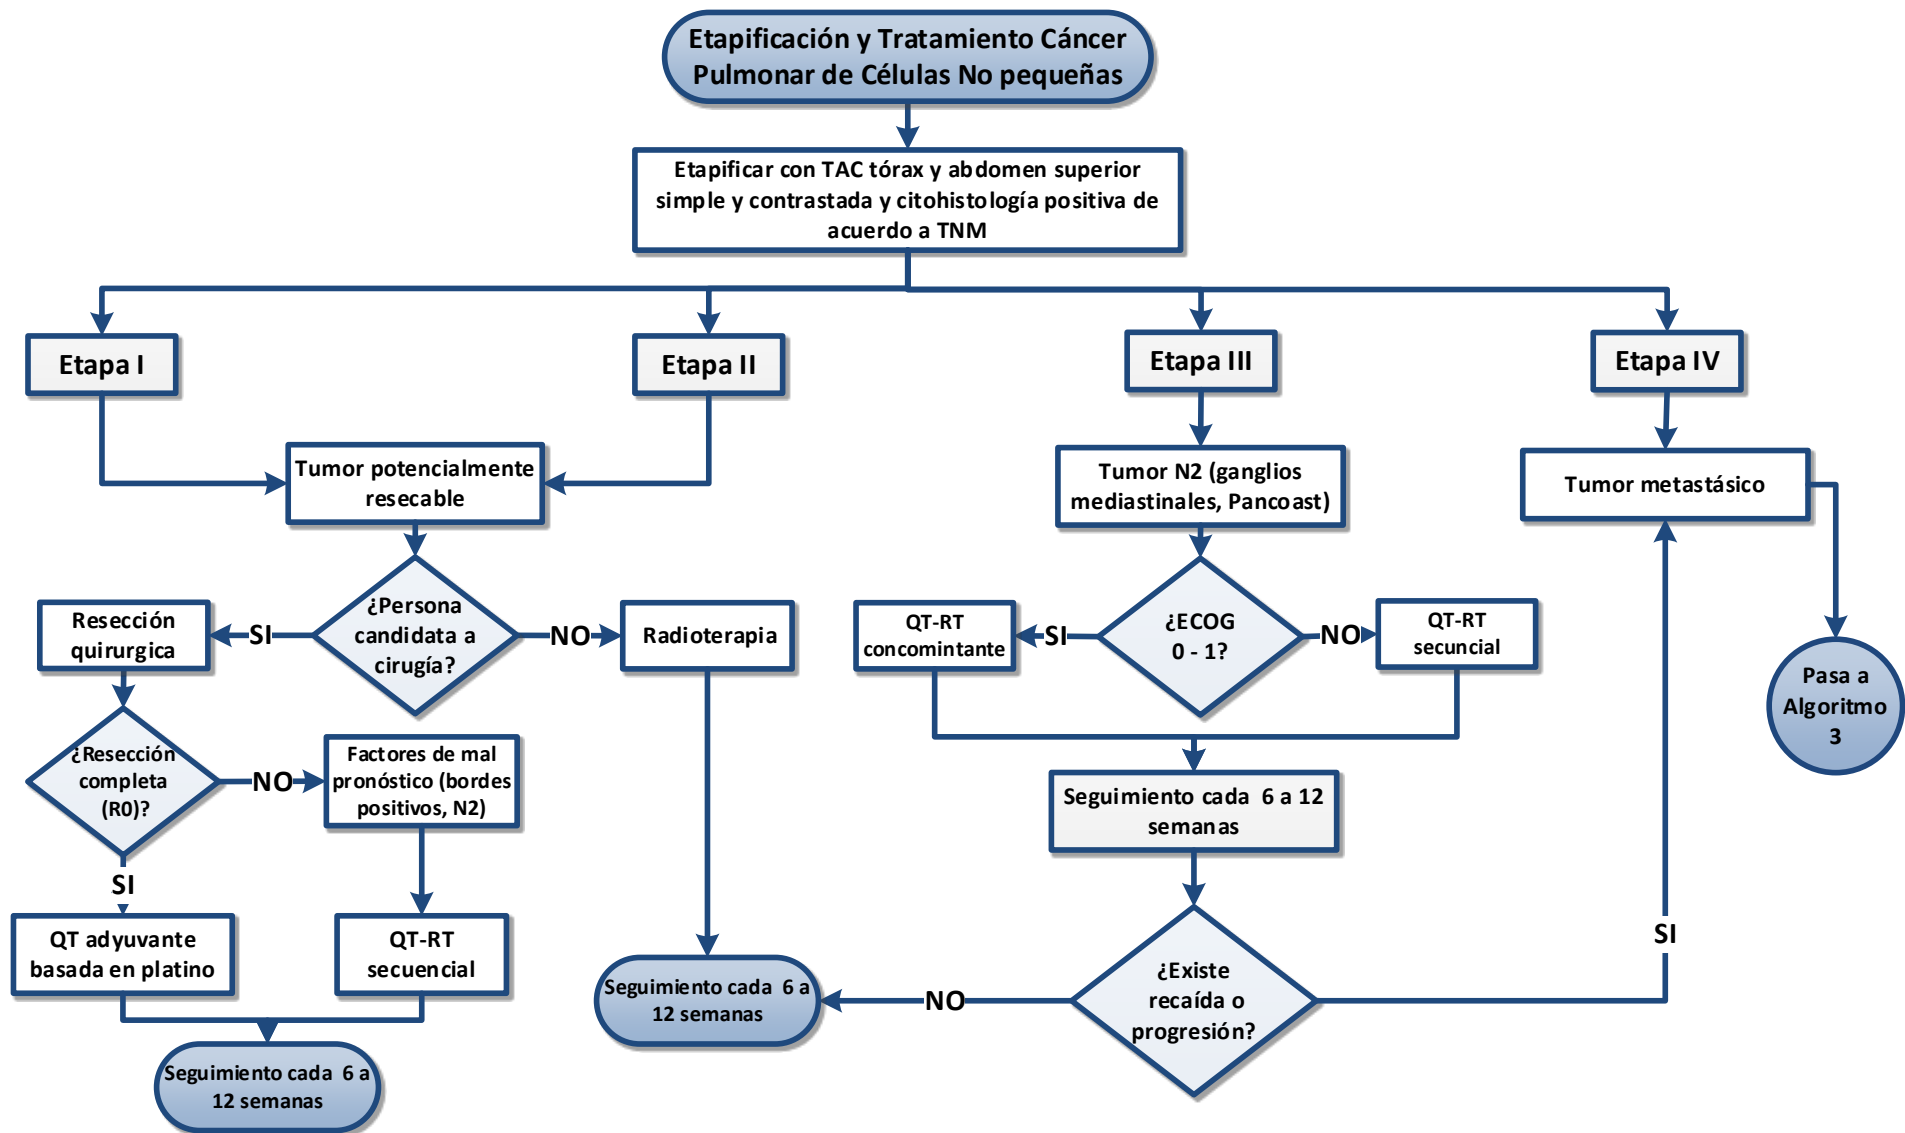 Etapificación y Tratamiento Cáncer
Pulmonar de Células No pequeñas
Etapificar con TAC tórax y abdomen superior
simple y contrastada y citohistología positiva de
acuerdo a TNM
Etapa I
Etapa II
Etapa III
Etapa IV
Tumor potencialmente
resecable
Tumor N2 (ganglios
mediastinales, Pancoast)
Tumor metastásico
Resección
quirurgica
SI
¿Persona
candidata a
cirugía?
NO
Radioterapia
QT-RT
concomintante
SI
¿ECOG
0 - 1?
NO
QT-RT
secuncial
Pasa a
Algoritmo
3
¿Resección
completa
(R0)?
NO
Factores de mal
pronóstico (bordes
positivos, N2)
Seguimiento cada 6 a 12
semanas
SI
QT adyuvante
basada en platino
QT-RT
secuencial
Seguimiento cada 6 a
12 semanas
NO
¿Existe
recaída o
progresión?
SI
Seguimiento cada 6 a
12 semanas